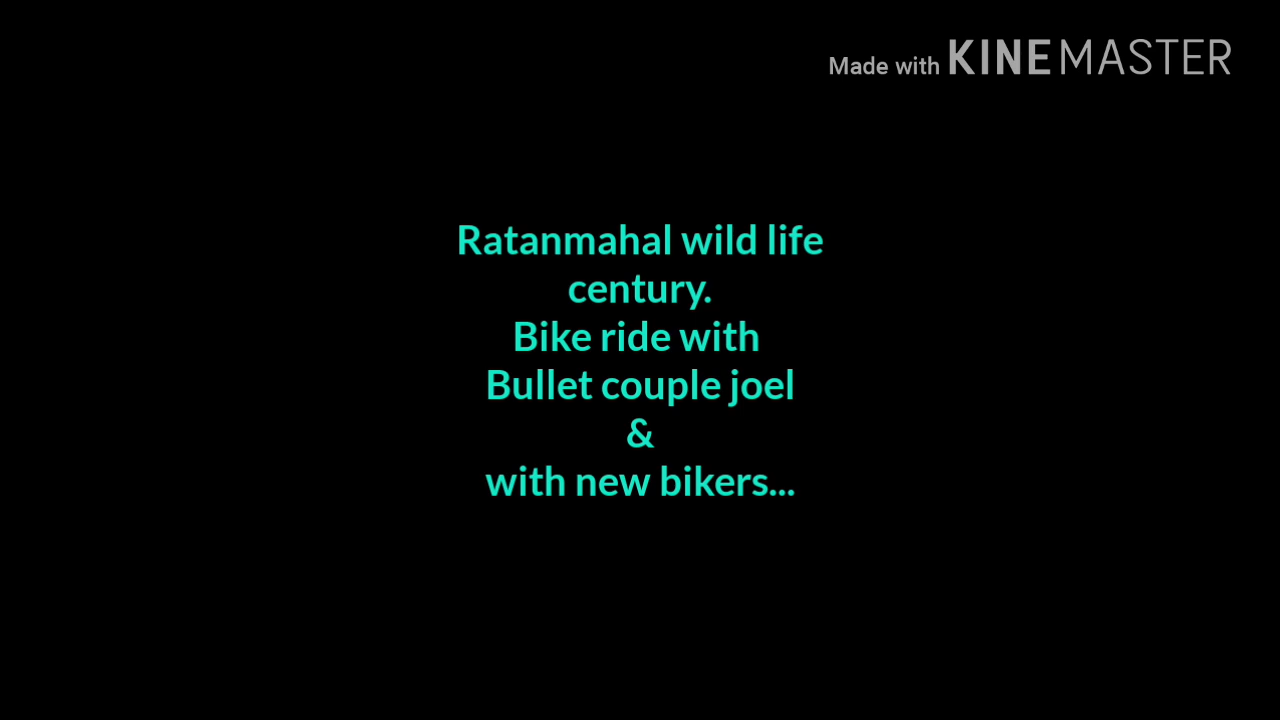 Made with KINEMASTER
Ratanmahal wild life
century.
Bike ride with
Bullet couple joel
&
with new bikers...